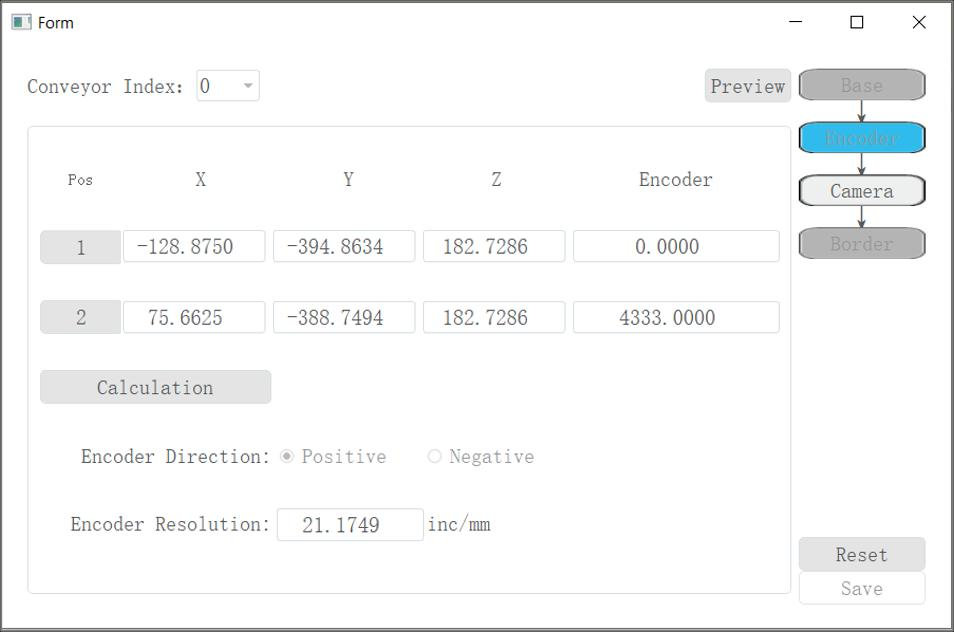 Form
Conveyor Index: 0
Preview
Base
Encoder
Camera
Border
Pos X Y Z Encoder
1 -128.8750 -394.8634 182.7286 0.0000
2 75.6625 -388.7494 182.7286 4333.0000
Calculation
Encoder Direction: Positive Negative
Encoder Resolution: 21.1749 inc/mm
Reset
Save